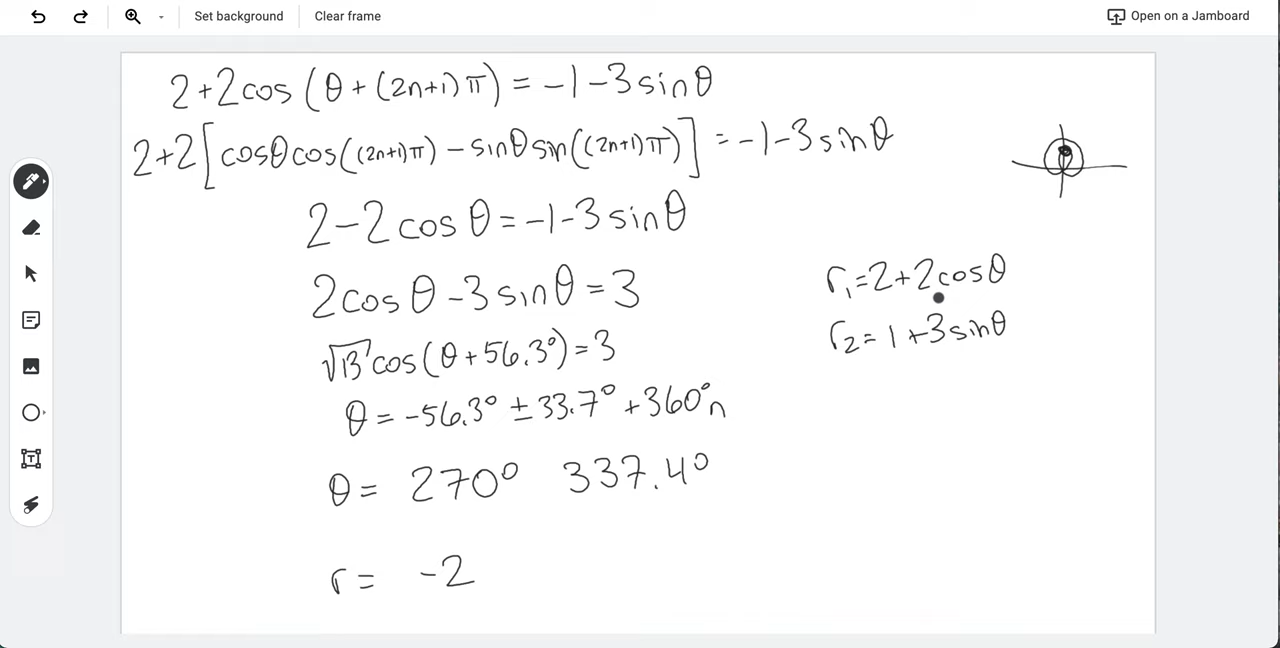 Set background
Clear frame
Open on a Jamboard
2+2cos(θ+(2n+1)π)=-1-3sinθ
2+2[cosθcos((2n+1)π)-sinθsin((2n+1)π)]=-1-3sinθ
2-2cosθ=-1-3sinθ
2cosθ-3sinθ=3
√13cos(θ+56.3°)=3
θ=-56.3°±33.7°+360°n
θ= 270° 337.4°
r= -2
r₁=2+2cosθ
r₂=1+3sinθ